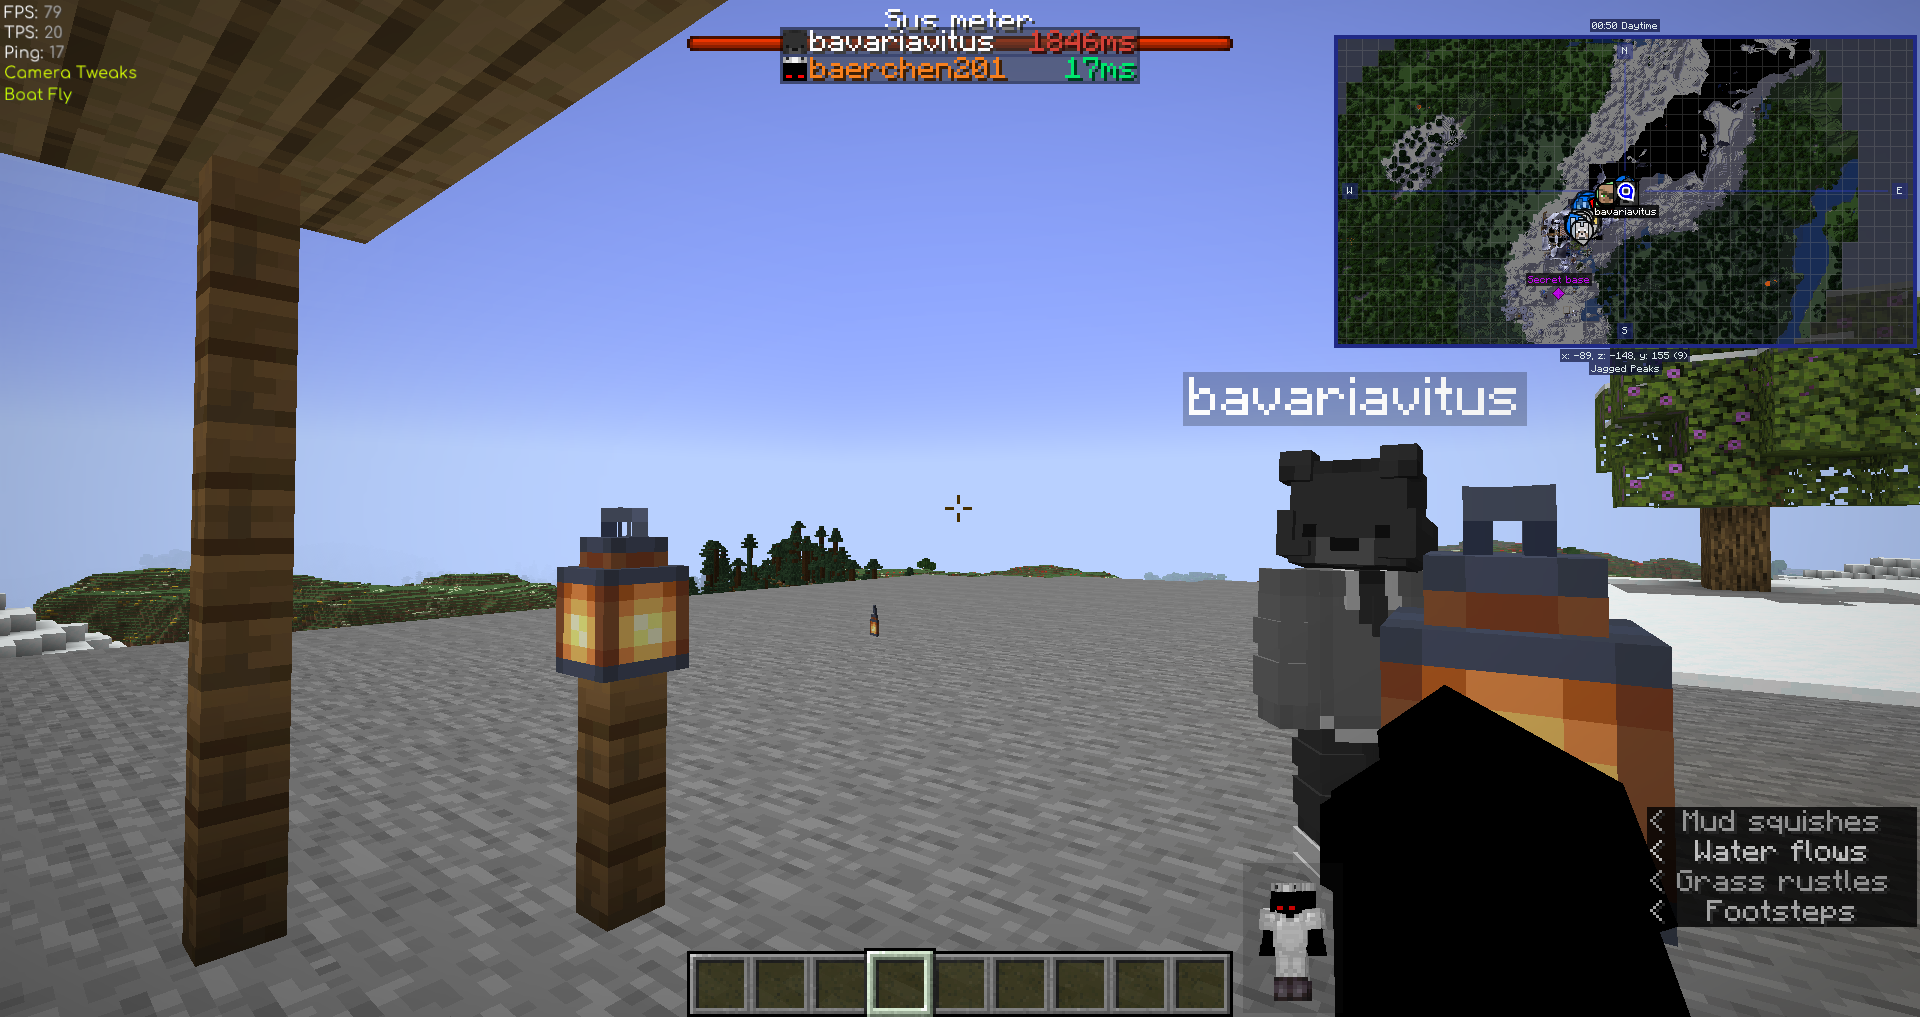 FPS: 79
TPS: 20
Ping: 17
Camera Tweaks
Boat Fly
Sus meter
bavariavitus 1846ms
baerchen201 17ms
00:50 Daytime
N
W
E
bavariavitus
Secret base
S
x: -89, z: -148, y: 155 (9)
Jagged Peaks
bavariavitus
< Mud squishes
< Water flows
< Grass rustles
< Footsteps